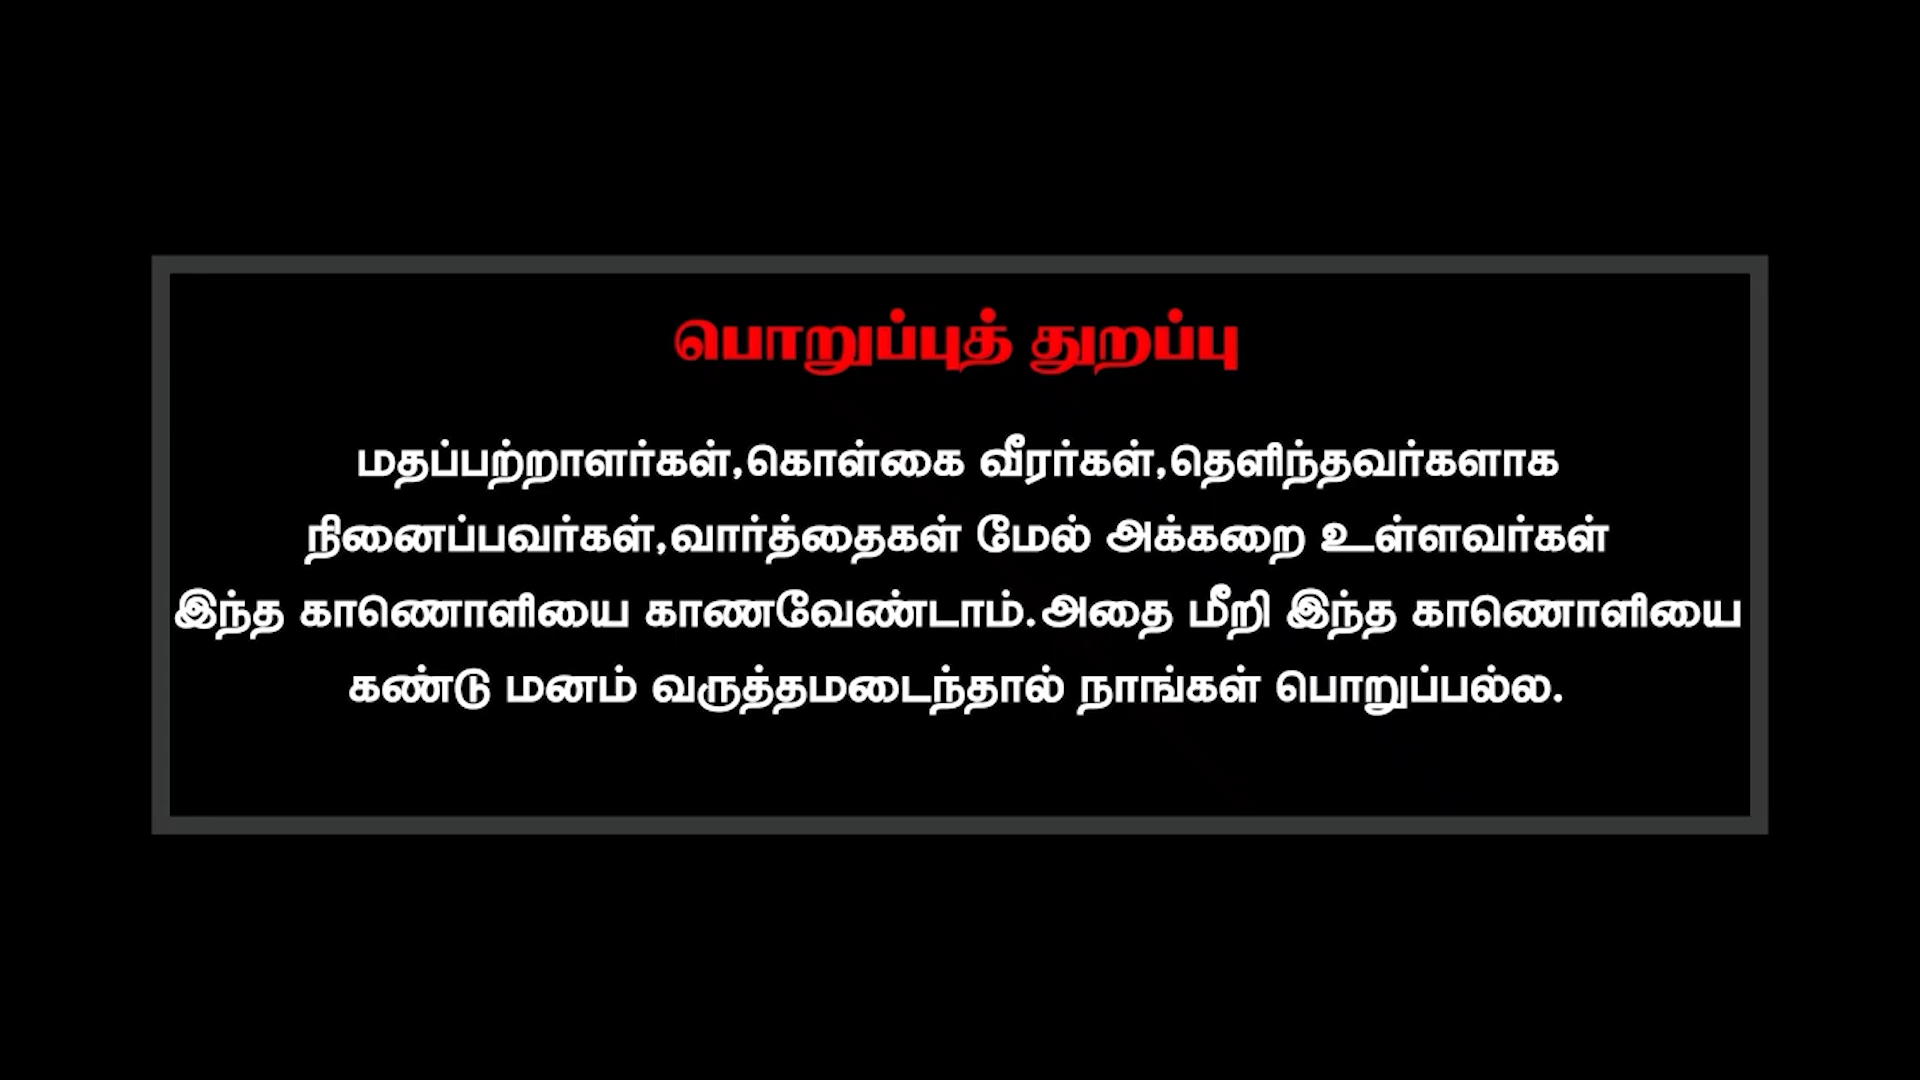 பொறுப்புத் துறப்பு
மதப்பற்றாளர்கள்,கொள்கை வீரர்கள்,தெளிந்தவர்களாக
நினைப்பவர்கள்,வார்த்தைகள் மேல் அக்கறை உள்ளவர்கள்
இந்த காணொளியை காணவேண்டாம்.அதை மீறி இந்த காணொளியை
கண்டு மனம் வருத்தமடைந்தால் நாங்கள் பொறுப்பல்ல.